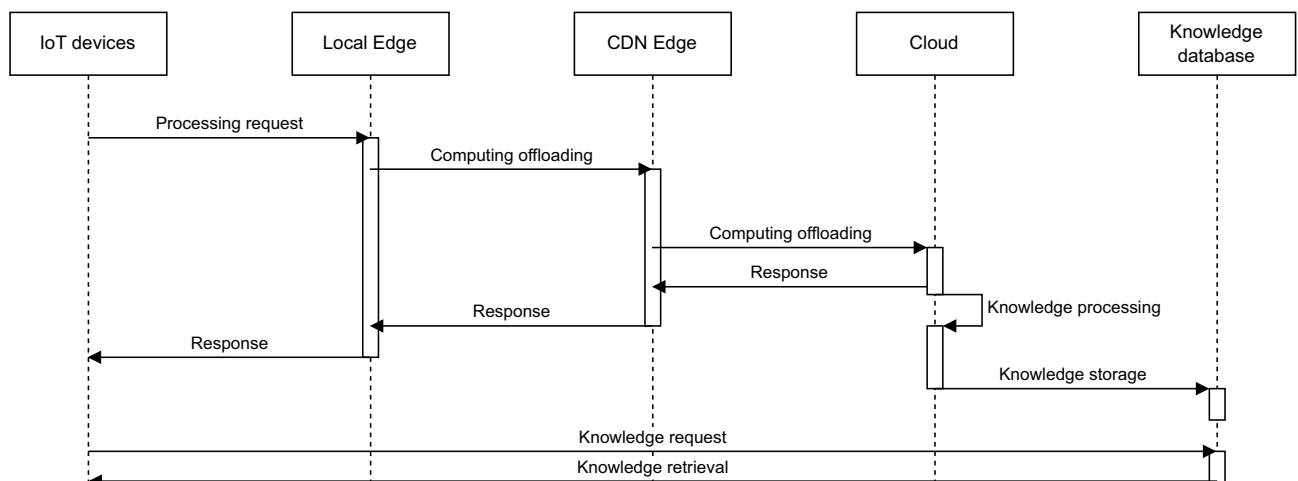 IoT devices
Local Edge
CDN Edge
Cloud
Knowledge
database
Processing request
Computing offloading
Computing offloading
Response
Knowledge processing
Response
Response
Knowledge storage
Knowledge request
Knowledge retrieval